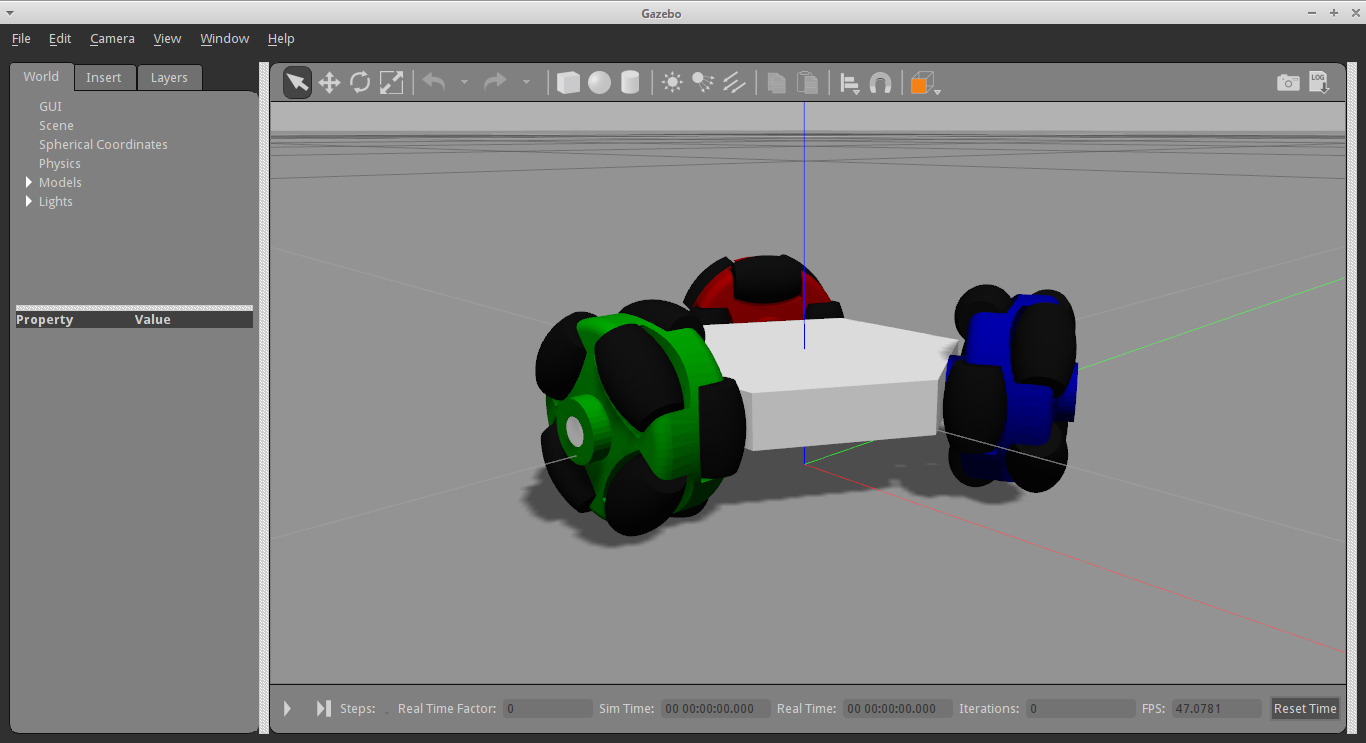 Gazebo
File Edit Camera View Window Help
World Insert Layers
LOG
GUI
Scene
Spherical Coordinates
Physics
Models
Lights
Property Value
Steps: Real Time Factor: 0 Sim Time: 00 00:00:00.000 Real Time: 00 00:00:00.000 Iterations: 0 FPS: 47.0781 Reset Time